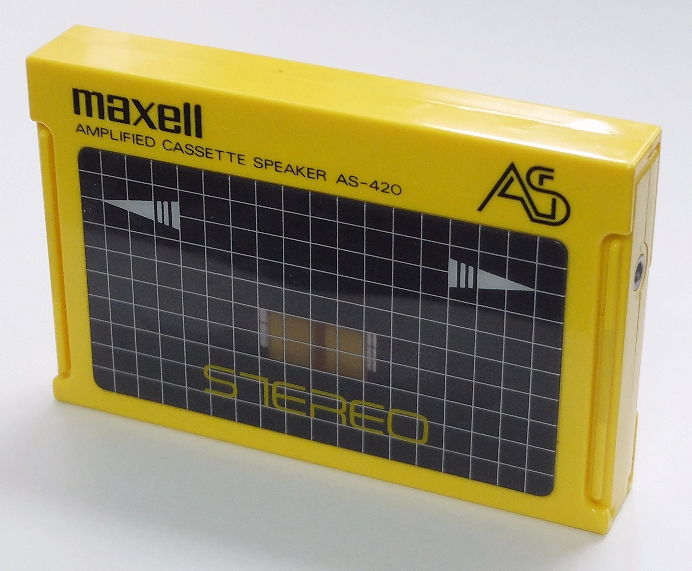 maxell
AMPLIFIED CASSETTE SPEAKER AS-420
AS
STEREO